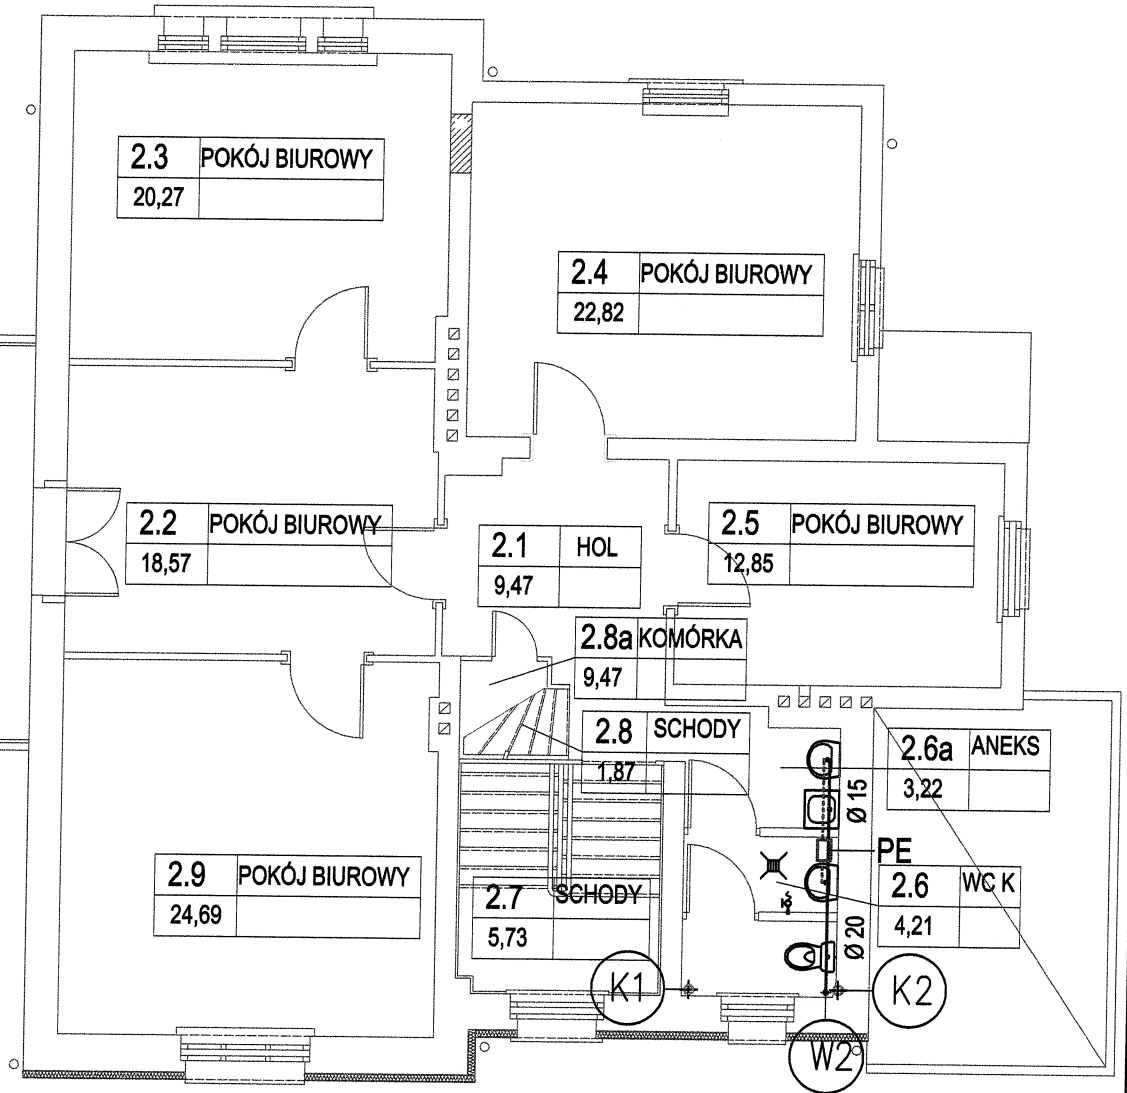 2.3 POKÓJ BIUROWY
20,27
2.4 POKÓJ BIUROWY
22,82
2.2 POKÓJ BIUROWY
18,57
2.1 HOL
9,47
2.5 POKÓJ BIUROWY
12,85
2.8a KOMÓRKA
9,47
2.8 SCHODY
1,87
2.6a ANEKS
3,22
Ø 15
PE
2.9 POKÓJ BIUROWY
24,69
2.7 SCHODY
5,73
2.6 WC K
4,21
Ø 20
K1
K2
W2